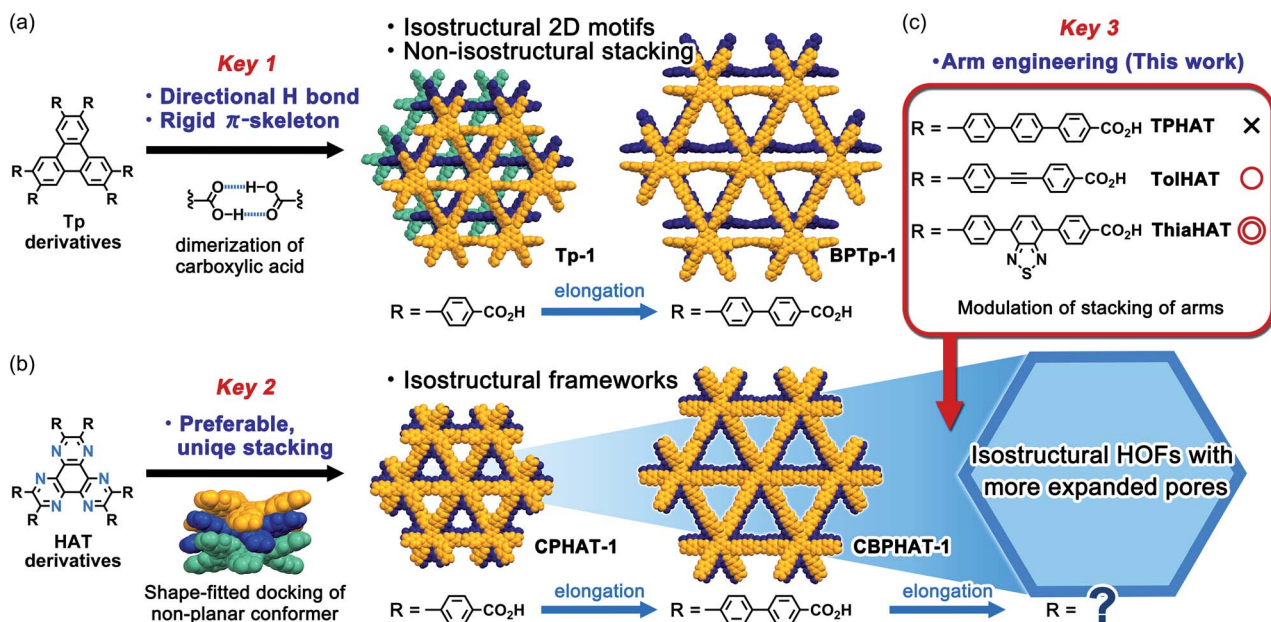 (a)
Key 1
• Directional H bond
• Rigid π-skeleton
R R
R R
R R
Tp
derivatives
O H-O
O-H O
dimerization of
carboxylic acid
• Isostructural 2D motifs
• Non-isostructural stacking
Tp-1
BPTp-1
R = CO₂H
elongation
R = CO₂H
(b)
Key 2
• Preferable,
uniqe stacking
R R
N N
R N N R
R N N R
HAT
derivatives
Shape-fitted docking of
non-planar conformer
• Isostructural frameworks
CPHAT-1
CBPHAT-1
R = CO₂H
elongation
R = CO₂H
elongation
R = ?
Isostructural HOFs with
more expanded pores
(c)
Key 3
•Arm engineering (This work)
R = CO₂H TPHAT ×
R = CO₂H TolHAT ○
R = CO₂H ThiaHAT ◎
N S N
Modulation of stacking of arms